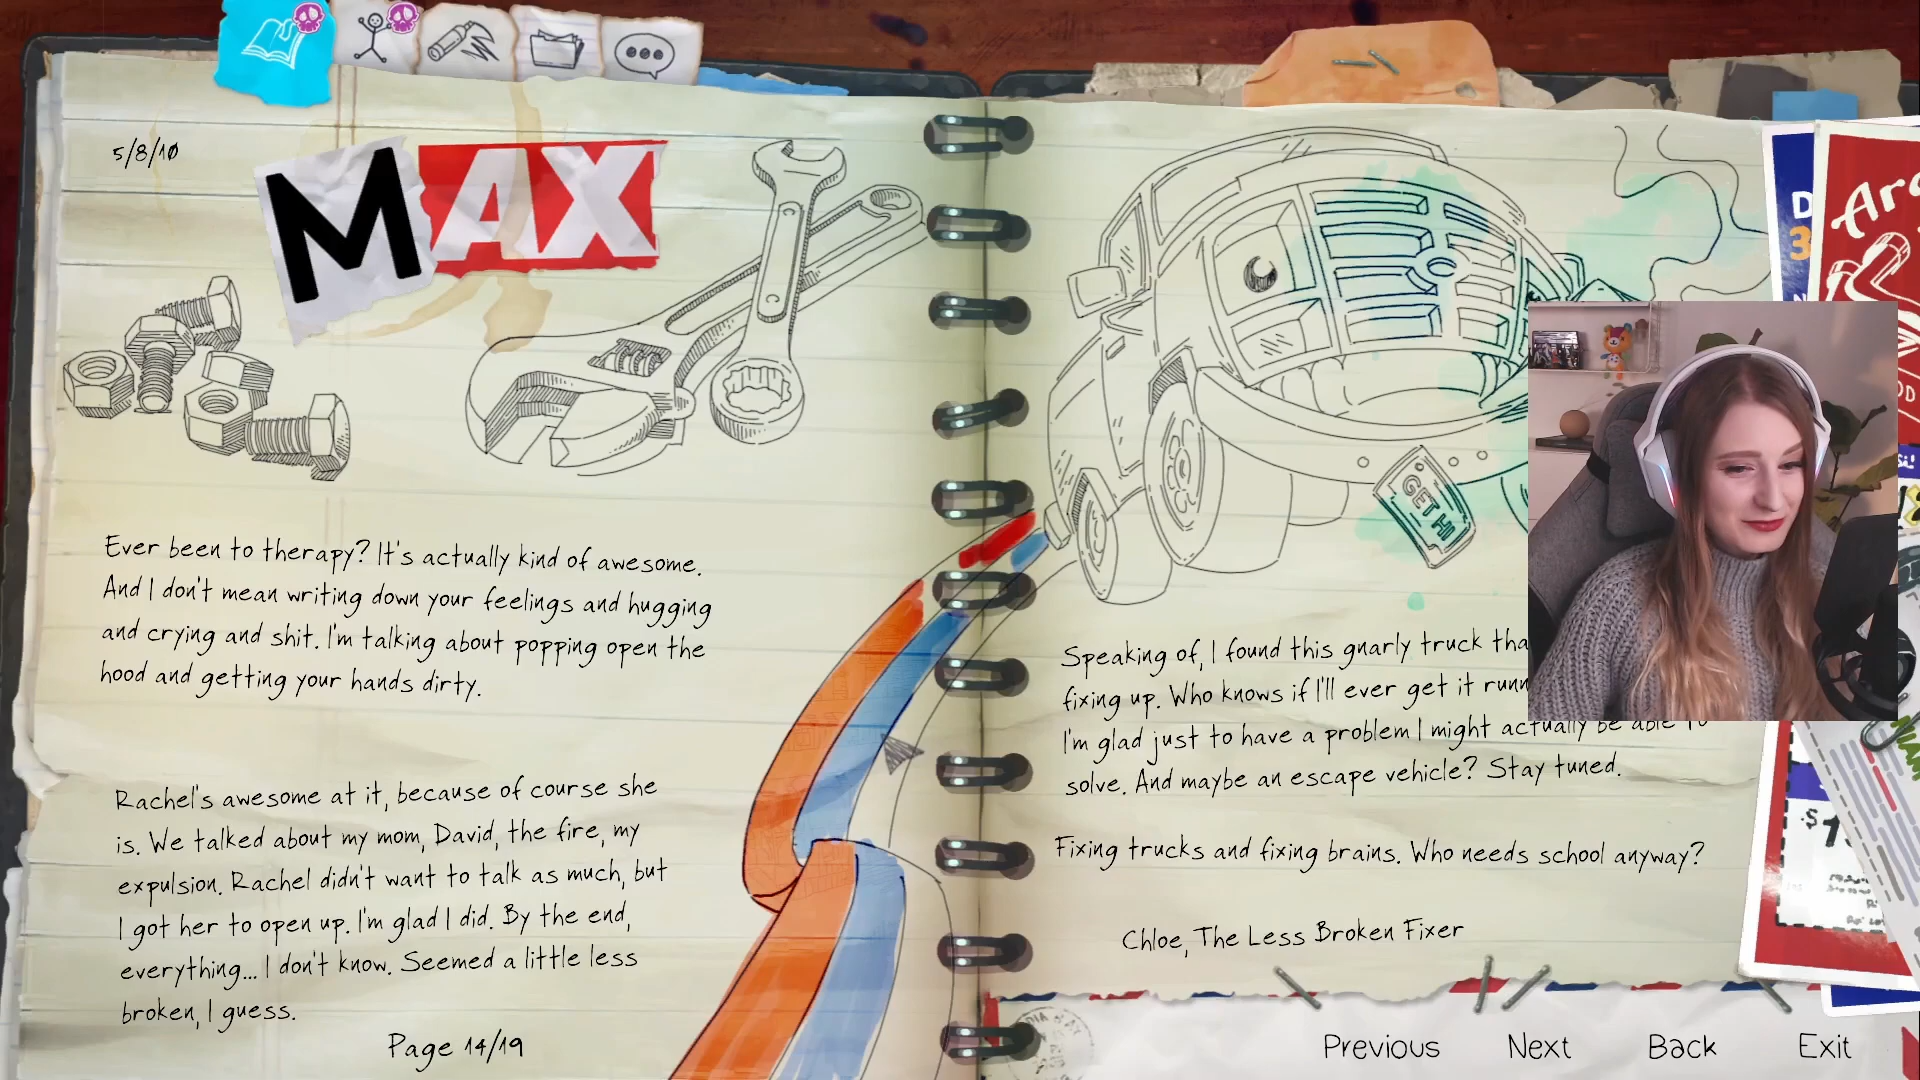 5/8/10
MAX
Ever been to therapy? It's actually kind of awesome.
And I don't mean writing down your feelings and hugging
and crying and shit. I'm talking about popping open the
hood and getting your hands dirty.
Rachel's awesome at it, because of course she
is. We talked about my mom, David, the fire, my
expulsion. Rachel didn't want to talk as much, but
I got her to open up. I'm glad I did. By the end,
everything... I don't know. Seemed a little less
broken, I guess.
Page 14/19
GET HI
Speaking of, I found this gnarly truck
fixing up. Who knows if I'll ever get it
I'm glad just to have a problem I might actually be able to
solve. And maybe an escape vehicle? Stay tuned.
Fixing trucks and fixing brains. Who needs school anyway?
Chloe, The Less Broken Fixer
Previous Next Back Exit